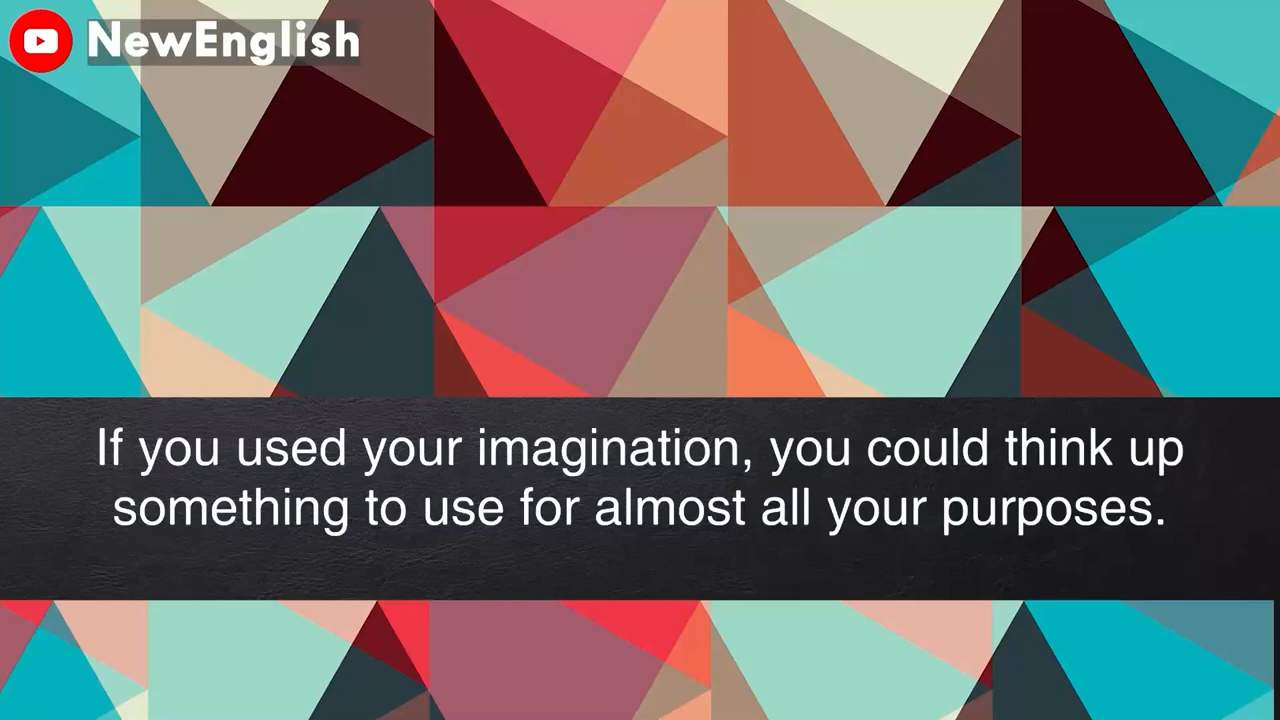 NewEnglish
If you used your imagination, you could think up
something to use for almost all your purposes.